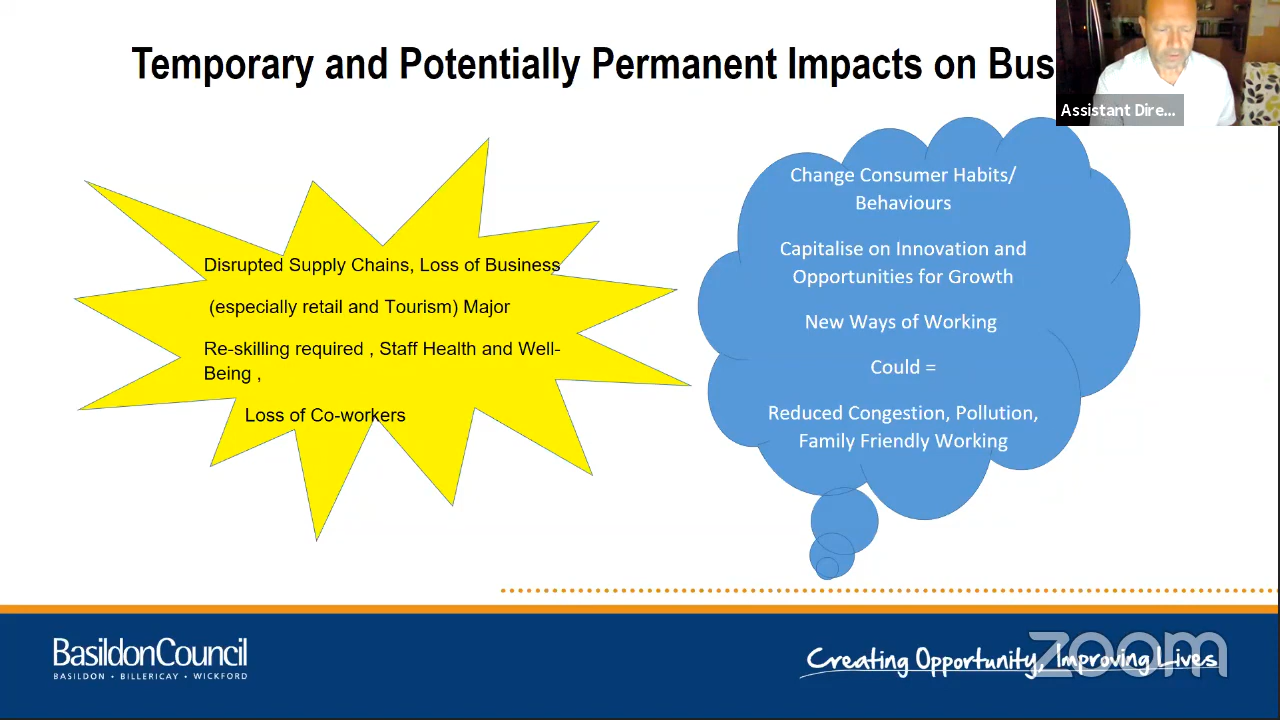 Temporary and Potentially Permanent Impacts on Bus
Assistant Dire...
Disrupted Supply Chains, Loss of Business
(especially retail and Tourism) Major
Re-skilling required , Staff Health and Well-
Being ,
Loss of Co-workers
Change Consumer Habits/
Behaviours
Capitalise on Innovation and
Opportunities for Growth
New Ways of Working
Could =
Reduced Congestion, Pollution,
Family Friendly Working
BasildonCouncil
BASILDON • BILLERICAY • WICKFORD
Creating Opportunity, Improving Lives
zoom